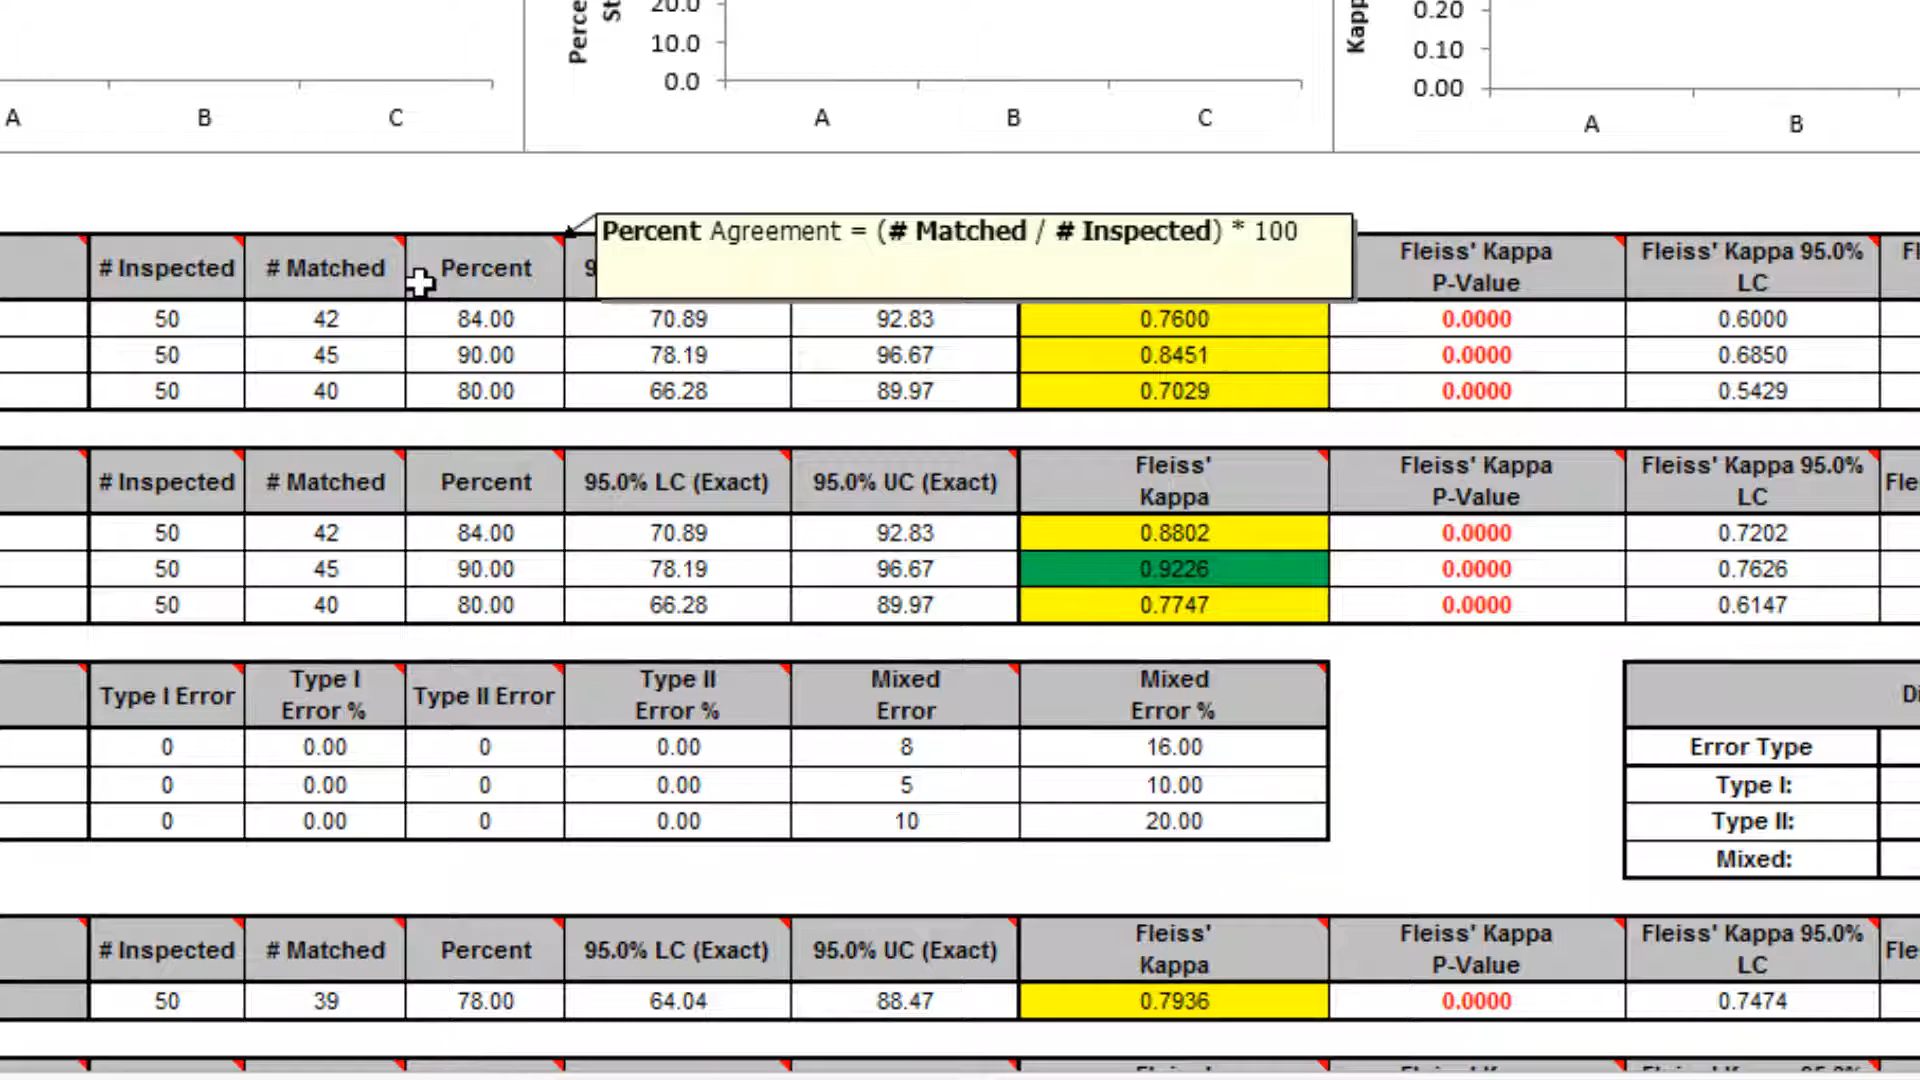 Perce
St
20.0
10.0
0.0
Kapp
0.20
0.10
0.00
A B C
A B C
A B
Percent Agreement = (# Matched / # Inspected) * 100
# Inspected # Matched Percent 9 Fleiss' Kappa P-Value Fleiss' Kappa 95.0% LC Fl
50 42 84.00 70.89 92.83 0.7600 0.0000 0.6000
50 45 90.00 78.19 96.67 0.8451 0.0000 0.6850
50 40 80.00 66.28 89.97 0.7029 0.0000 0.5429
# Inspected # Matched Percent 95.0% LC (Exact) 95.0% UC (Exact) Fleiss' Kappa Fleiss' Kappa P-Value Fleiss' Kappa 95.0% LC Fle
50 42 84.00 70.89 92.83 0.8802 0.0000 0.7202
50 45 90.00 78.19 96.67 0.9226 0.0000 0.7626
50 40 80.00 66.28 89.97 0.7747 0.0000 0.6147
Type I Error Type I Error % Type II Error Type II Error % Mixed Error Mixed Error % Di
0 0.00 0 0.00 8 16.00 Error Type
0 0.00 0 0.00 5 10.00 Type I:
0 0.00 0 0.00 10 20.00 Type II:
Mixed:
# Inspected # Matched Percent 95.0% LC (Exact) 95.0% UC (Exact) Fleiss' Kappa Fleiss' Kappa P-Value Fleiss' Kappa 95.0% LC Fle
50 39 78.00 64.04 88.47 0.7936 0.0000 0.7474